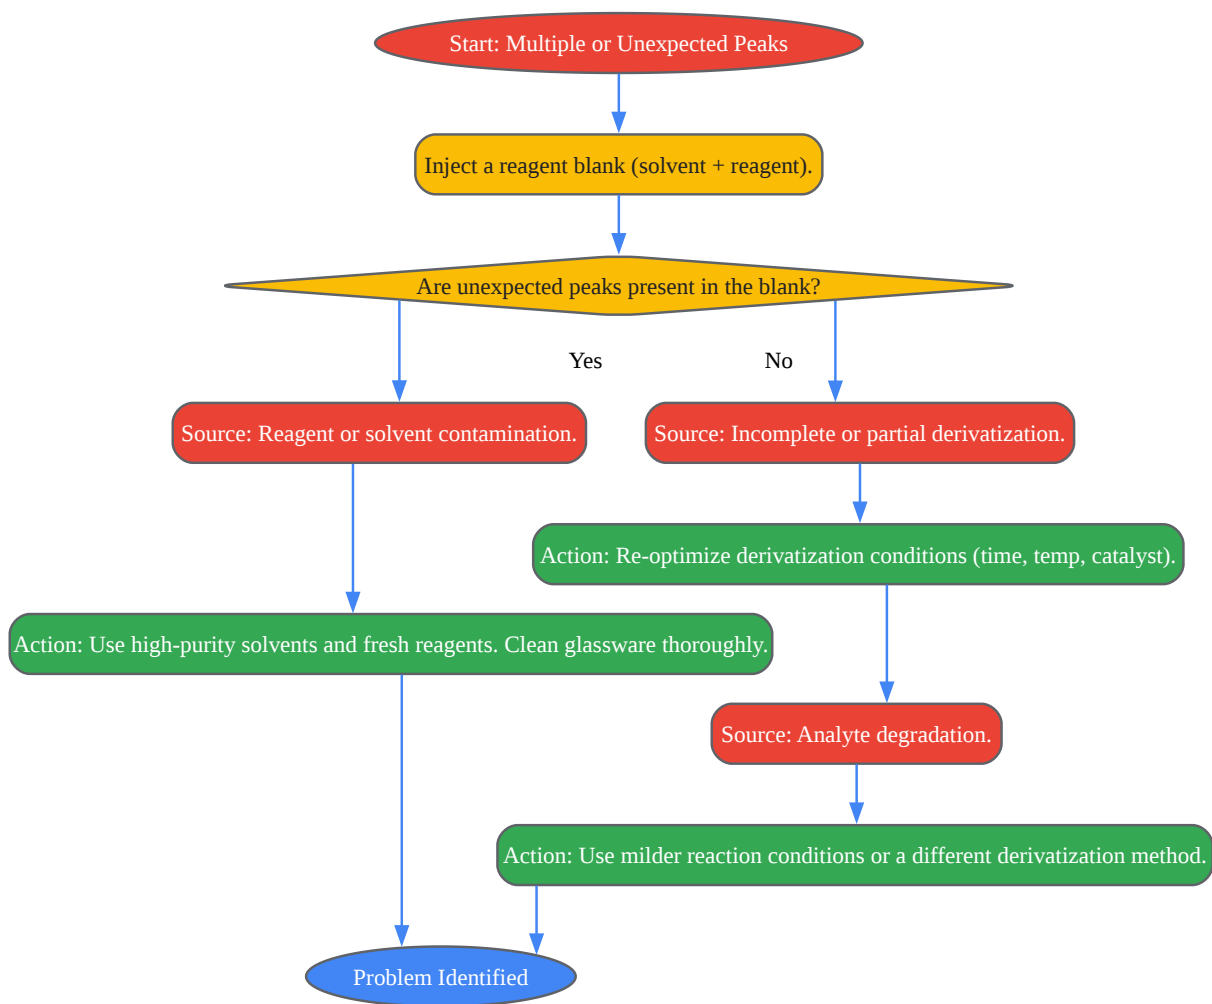 Start: Multiple or Unexpected Peaks
Inject a reagent blank (solvent + reagent).
Are unexpected peaks present in the blank?
Yes
No
Source: Reagent or solvent contamination.
Source: Incomplete or partial derivatization.
Action: Re-optimize derivatization conditions (time, temp, catalyst).
Action: Use high-purity solvents and fresh reagents. Clean glassware thoroughly.
Source: Analyte degradation.
Action: Use milder reaction conditions or a different derivatization method.
Problem Identified